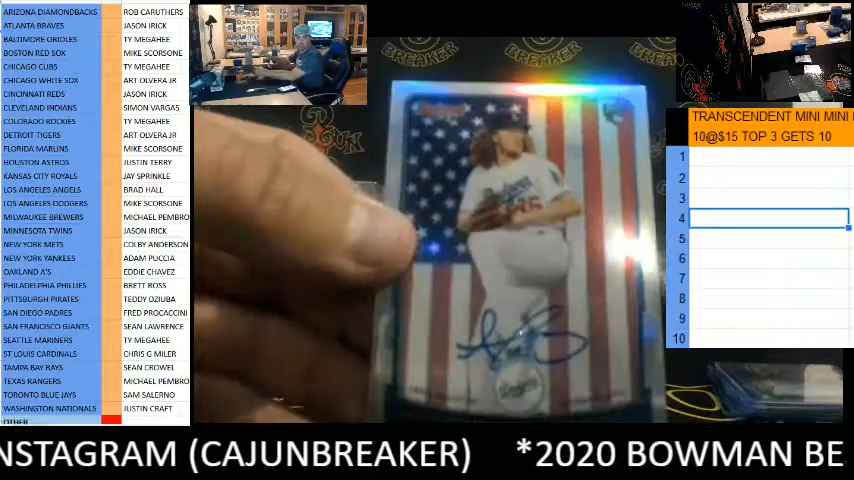 ARIZONA DIAMONDBACKS ROB CARUTHERS
ATLANTA BRAVES JASON IRICK
BALTIMORE ORIOLES TY MEGAHEE
BOSTON RED SOX MIKE SCORSONE
CHICAGO CUBS TY MEGAHEE
CHICAGO WHITE SOX ART OLVERA JR
CINCINNATI REDS JASON IRICK
CLEVELAND INDIANS SIMON VARGAS
COLORADO ROCKIES TY MEGAHEE
DETROIT TIGERS ART OLVERA JR
FLORIDA MARLINS MIKE SCORSONE
HOUSTON ASTROS JUSTIN TERRY
KANSAS CITY ROYALS JAY SPRINKLE
LOS ANGELES ANGELS BRAD HALL
LOS ANGELES DODGERS MIKE SCORSONE
MILWAUKEE BREWERS MICHAEL PEMBRO
MINNESOTA TWINS JASON IRICK
NEW YORK METS COLBY ANDERSON
NEW YORK YANKEES ADAM PUCCIA
OAKLAND A'S EDDIE CHAVEZ
PHILADELPHIA PHILLIES BRETT ROSS
PITTSBURGH PIRATES TEDDY DZIUBA
SAN DIEGO PADRES FRED PROCACCINI
SAN FRANCISCO GIANTS SEAN LAWRENCE
SEATTLE MARINERS TY MEGAHEE
ST LOUIS CARDINALS CHRIS G MILER
TAMPA BAY RAYS SEAN CROWEL
TEXAS RANGERS MICHAEL PEMBRO
TORONTO BLUE JAYS SAM SALERNO
WASHINGTON NATIONALS JUSTIN CRAFT
OTHER
BREAKER
BREAKER
Dodgers
TRANSCENDENT MINI MINI
10@$15 TOP 3 GETS 10
1
2
3
4
5
6
7
8
9
10
NSTAGRAM (CAJUNBREAKER) *2020 BOWMAN BE